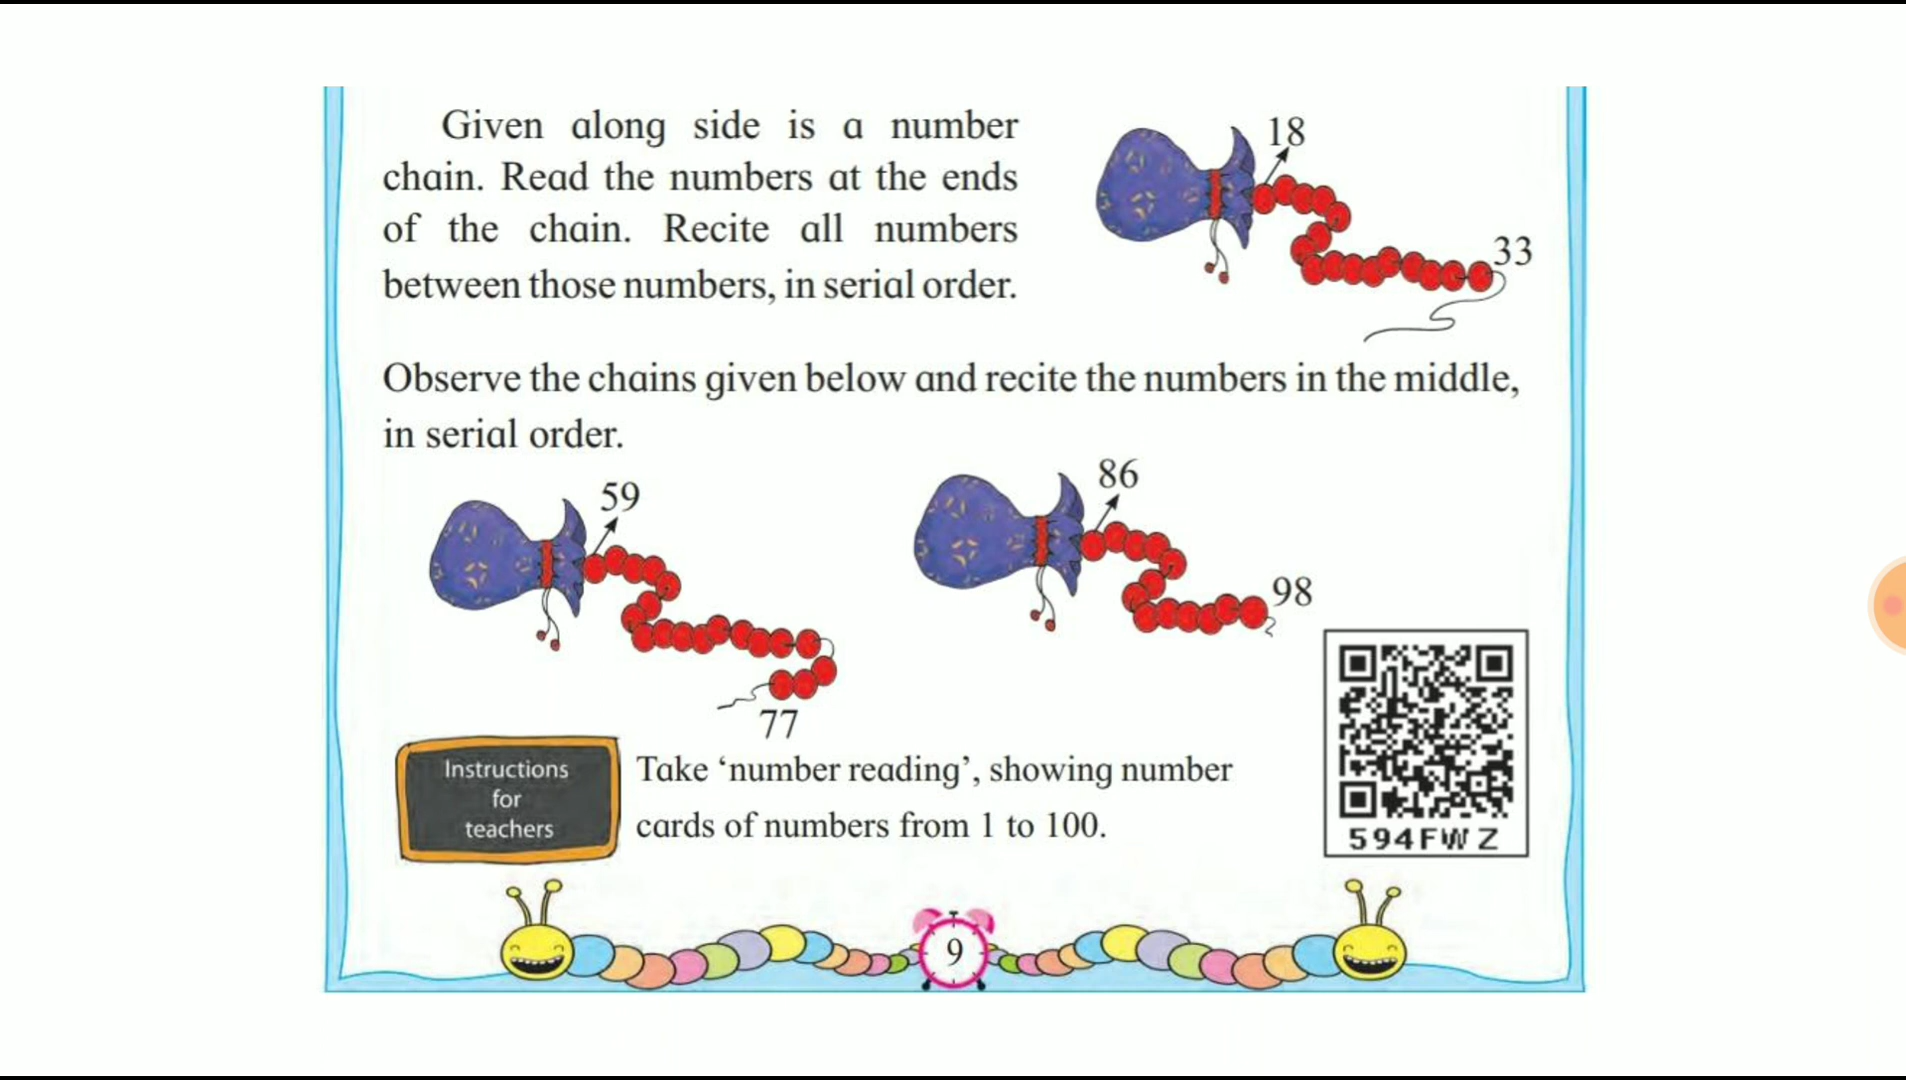 Given along side is a number
18
chain. Read the numbers at the ends
of the chain. Recite all numbers
33
between those numbers, in serial order.
Observe the chains given below and recite the numbers in the middle,
in serial order.
59
86
98
77
Instructions
for
teachers
Take ‘number reading’, showing number
cards of numbers from 1 to 100.
594FWZ
9